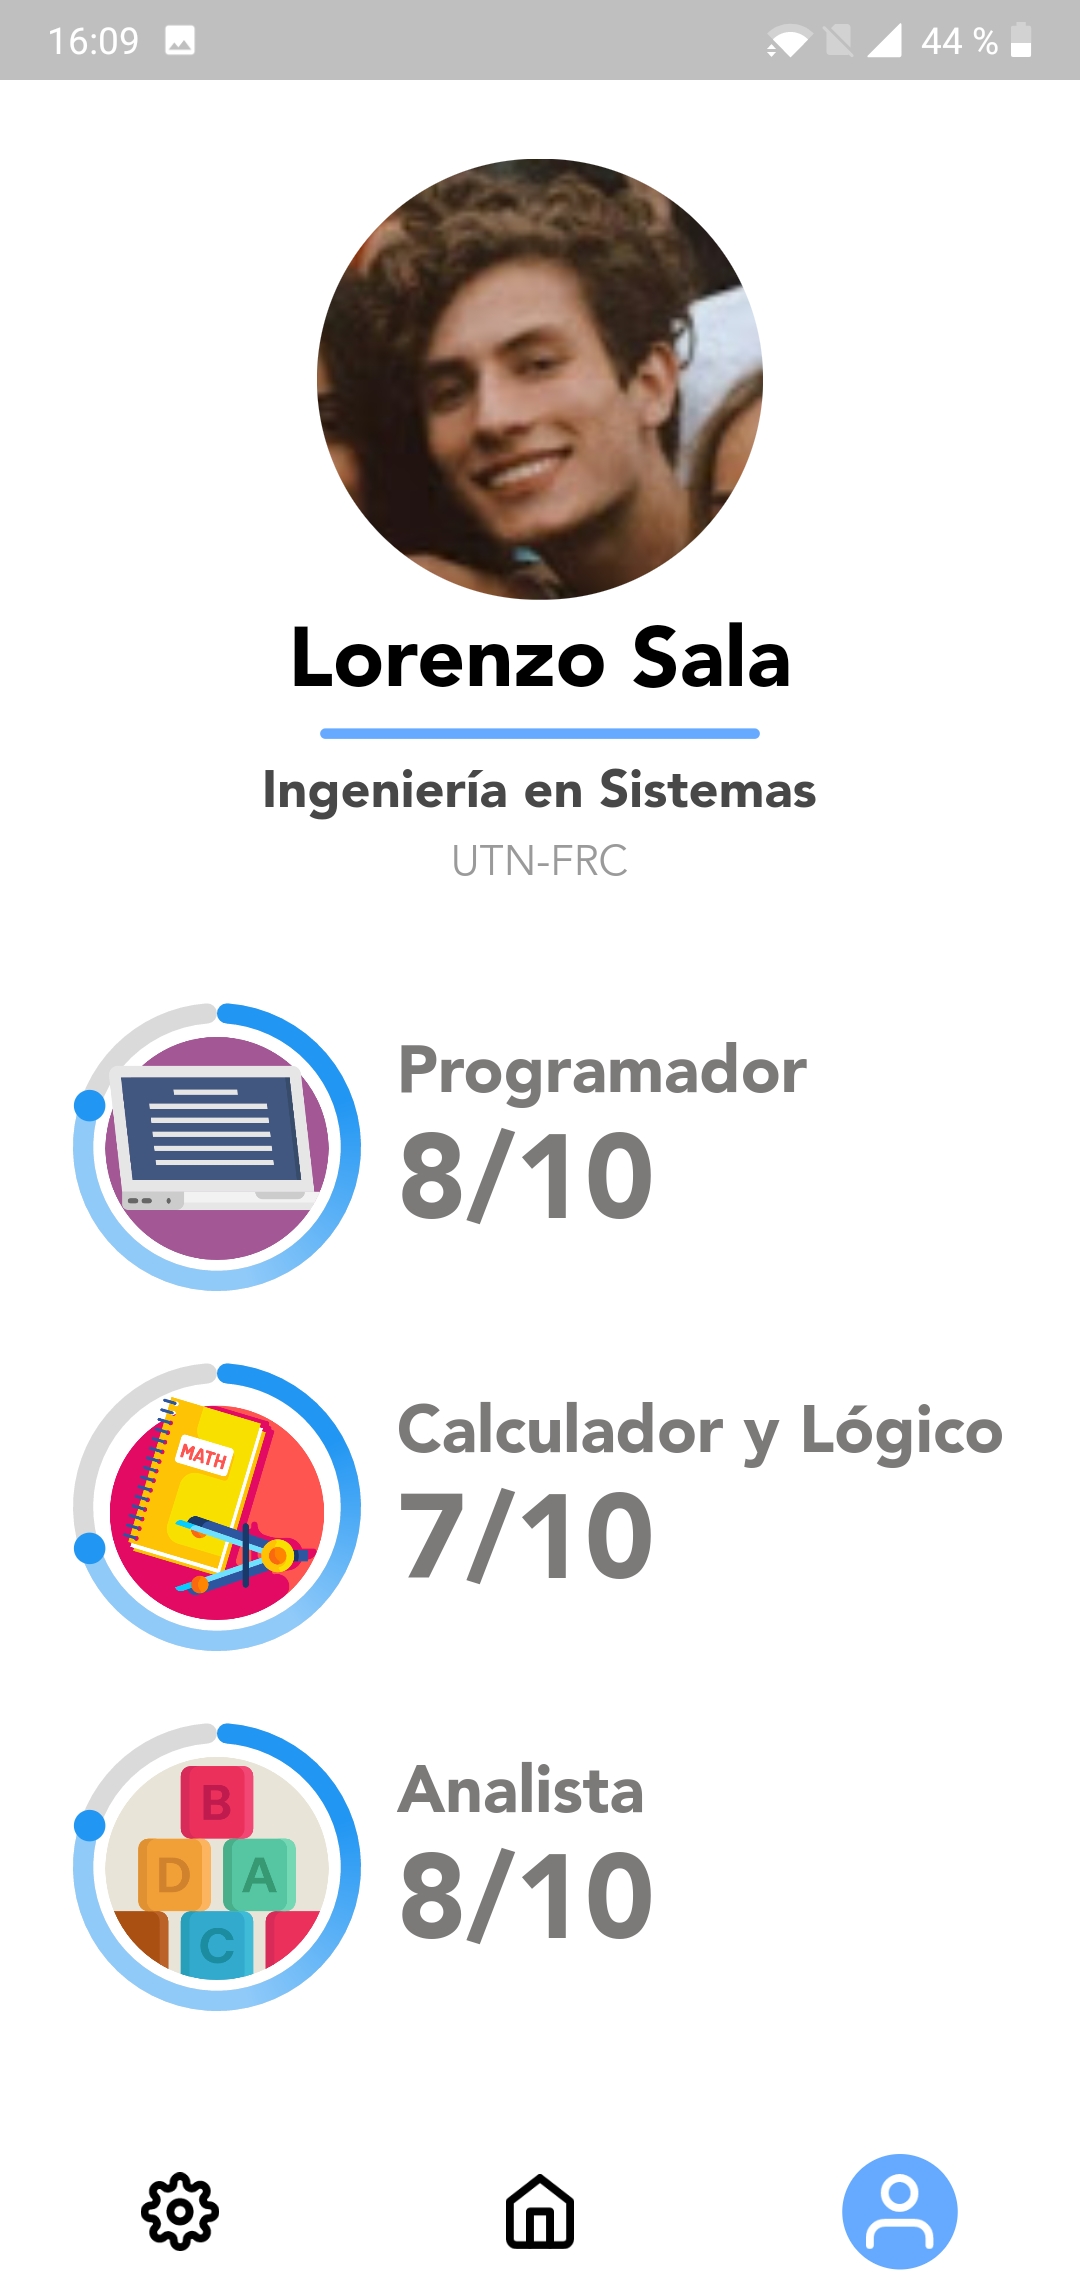 16:09 44 %
Lorenzo Sala
Ingeniería en Sistemas
UTN-FRC
Programador
8/10
MATH
Calculador y Lógico
7/10
B
D A
C
Analista
8/10